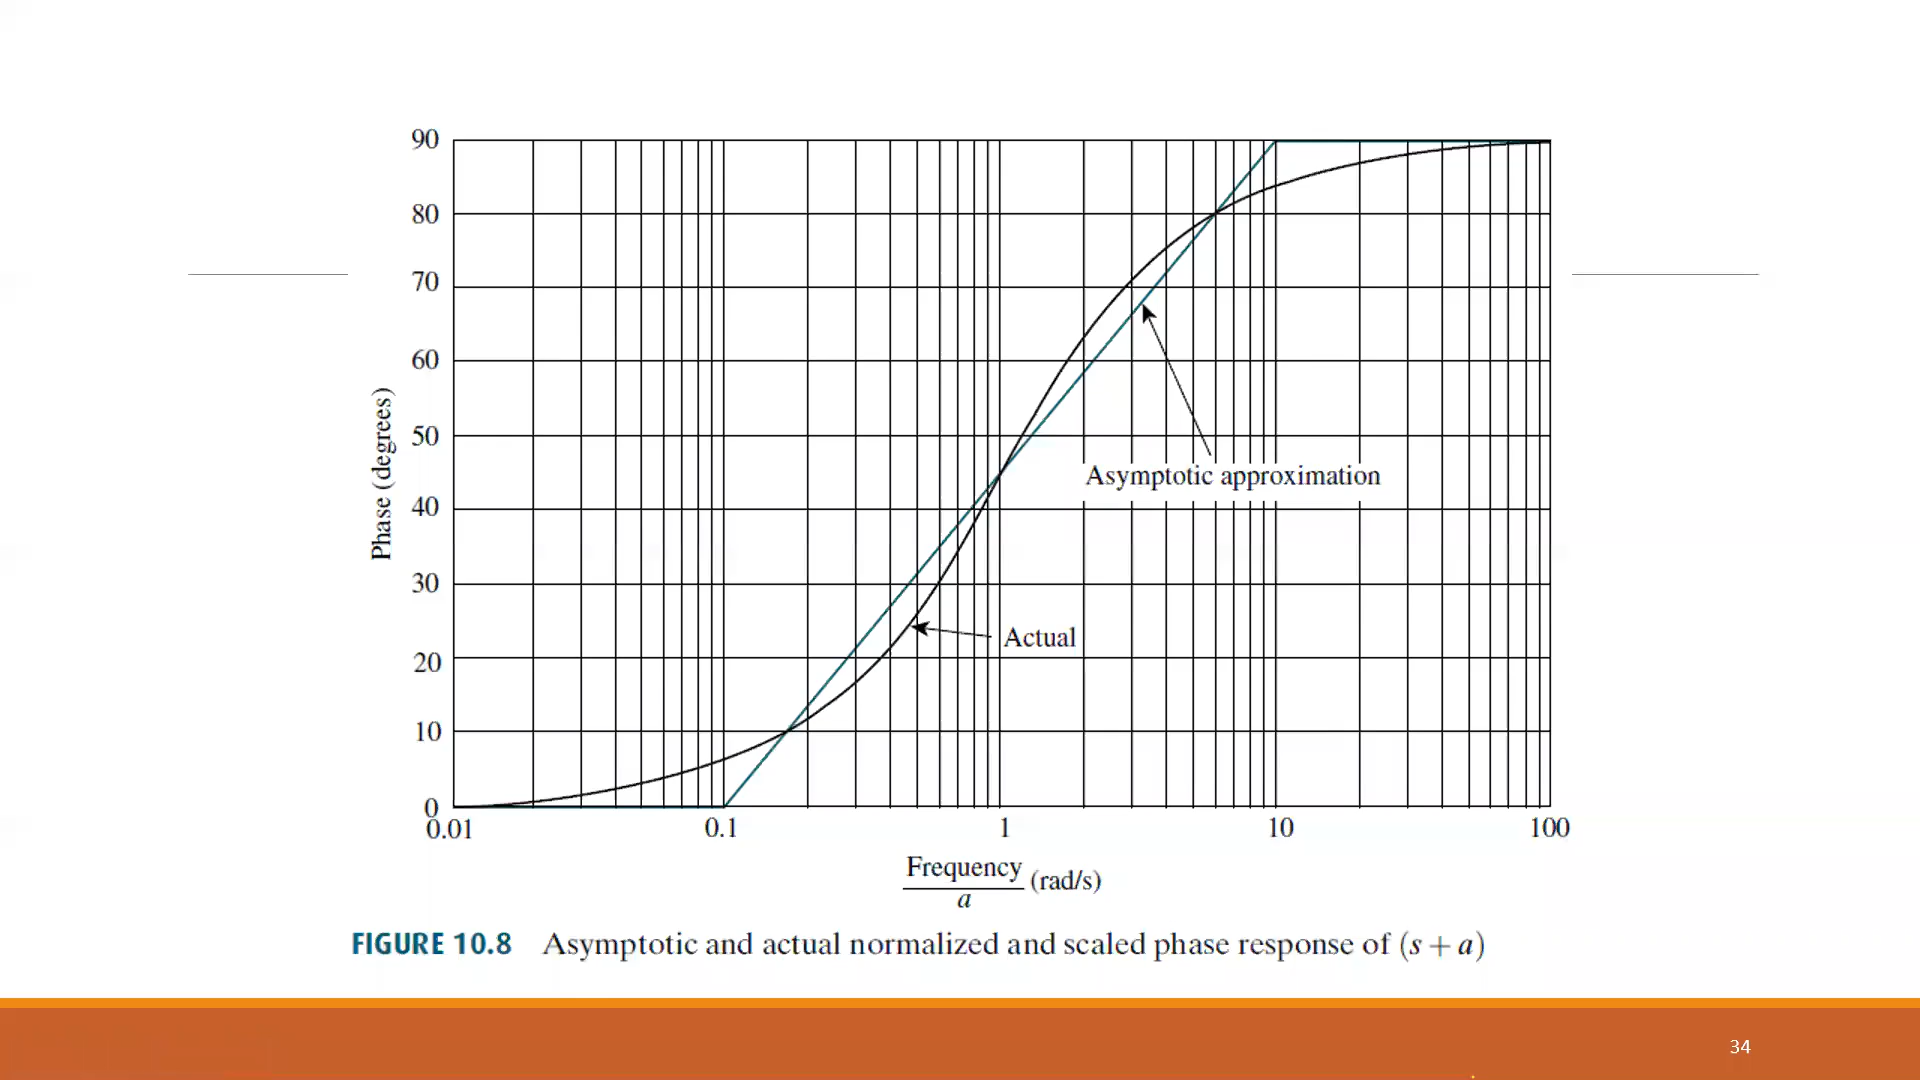 90
80
70
60
50
40
30
20
10
0
Phase (degrees)
Asymptotic approximation
Actual
0.01 0.1 1 10 100
Frequency
a
(rad/s)
FIGURE 10.8 Asymptotic and actual normalized and scaled phase response of (s + a)
34